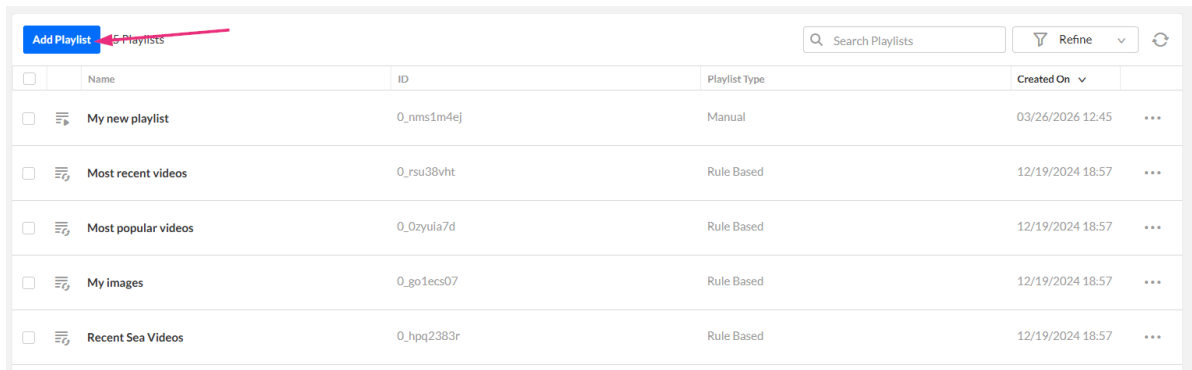 Add Playlist 5 Playlists Search Playlists Refine
Name ID Playlist Type Created On
My new playlist 0_nms1m4ej Manual 03/26/2026 12:45
Most recent videos 0_rsu38vht Rule Based 12/19/2024 18:57
Most popular videos 0_0zyuia7d Rule Based 12/19/2024 18:57
My images 0_go1ecs07 Rule Based 12/19/2024 18:57
Recent Sea Videos 0_hpq2383r Rule Based 12/19/2024 18:57